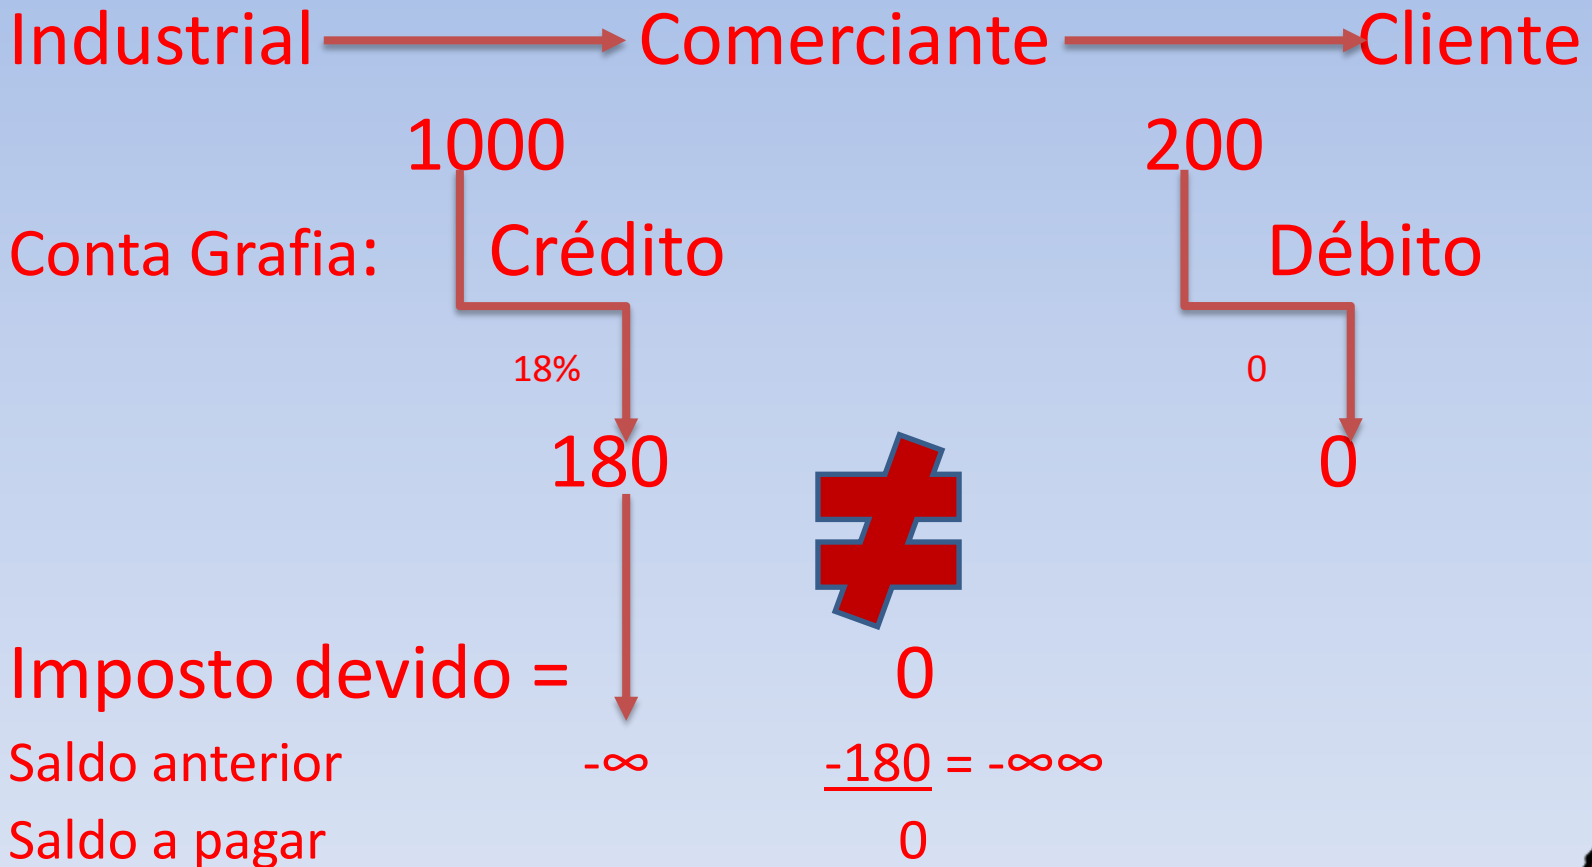 Industrial Comerciante Cliente
1000 200
Conta Grafia: Crédito Débito
18% 0
180 0
≠
Imposto devido = 0
Saldo anterior -∞ -180 = -∞∞
Saldo a pagar 0